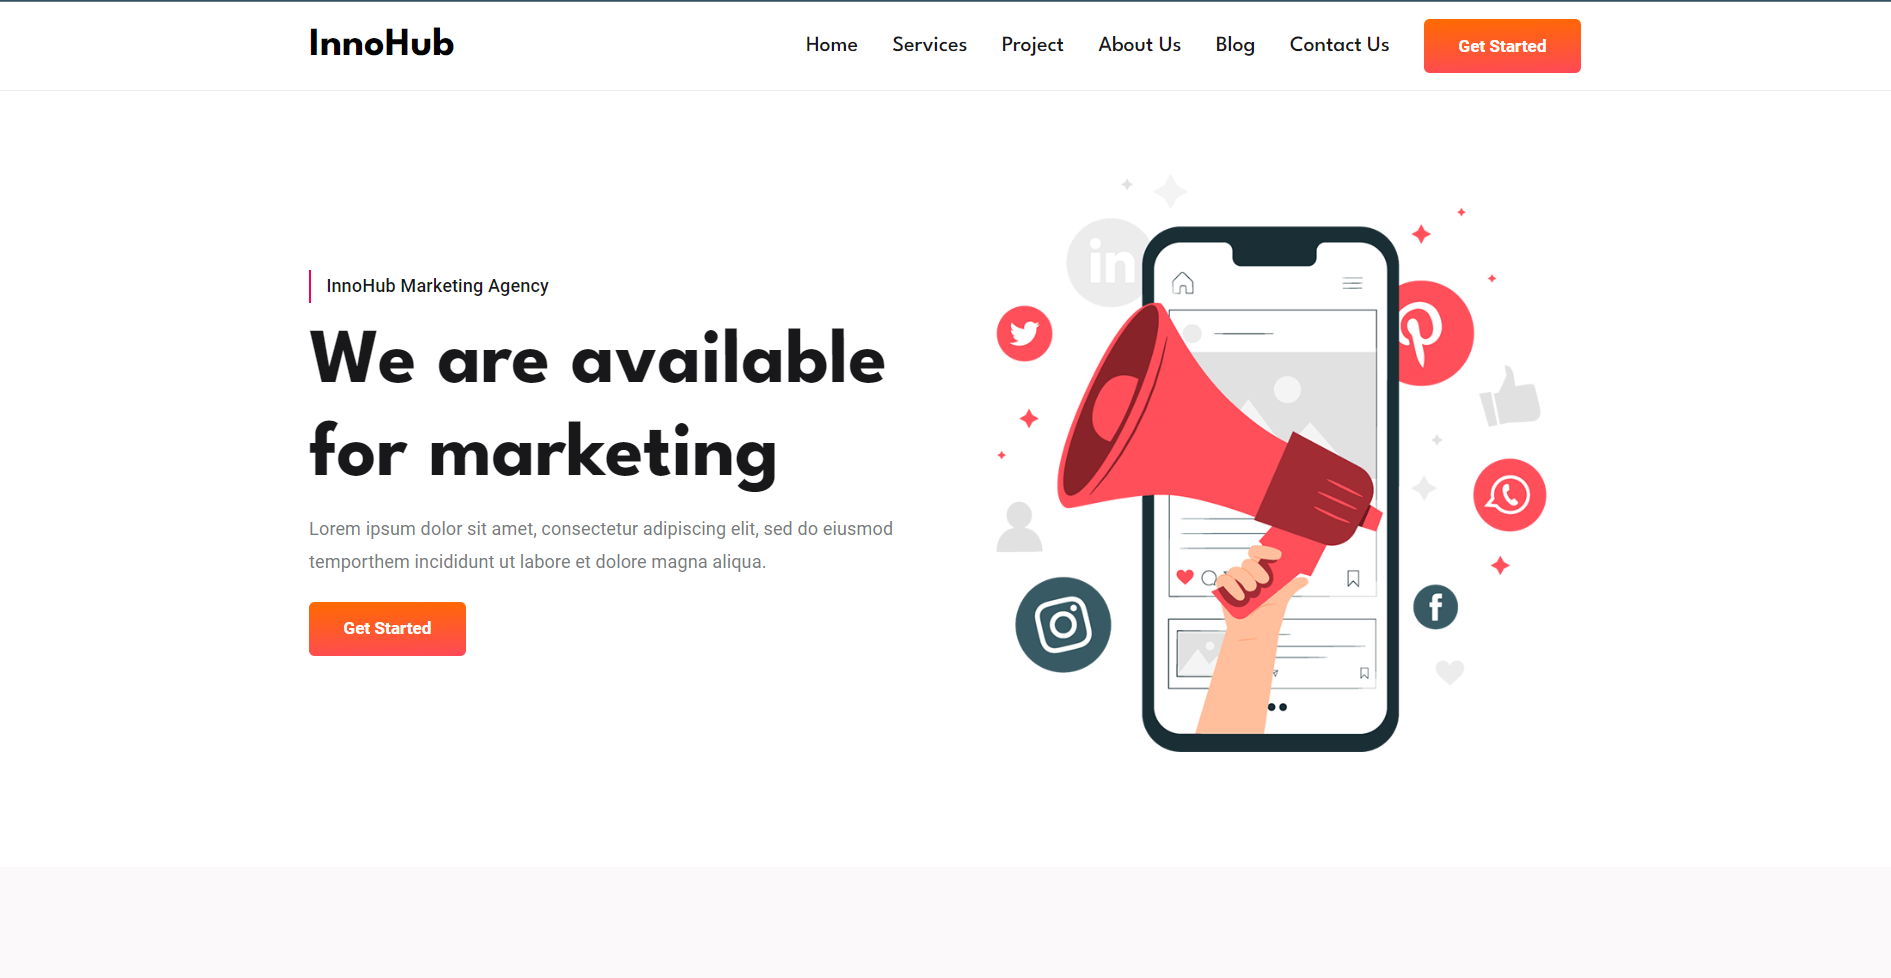 InnoHub
Home Services Project About Us Blog Contact Us Get Started
InnoHub Marketing Agency
We are available
for marketing
Lorem ipsum dolor sit amet, consectetur adipiscing elit, sed do eiusmod
temporthem incididunt ut labore et dolore magna aliqua.
Get Started
in